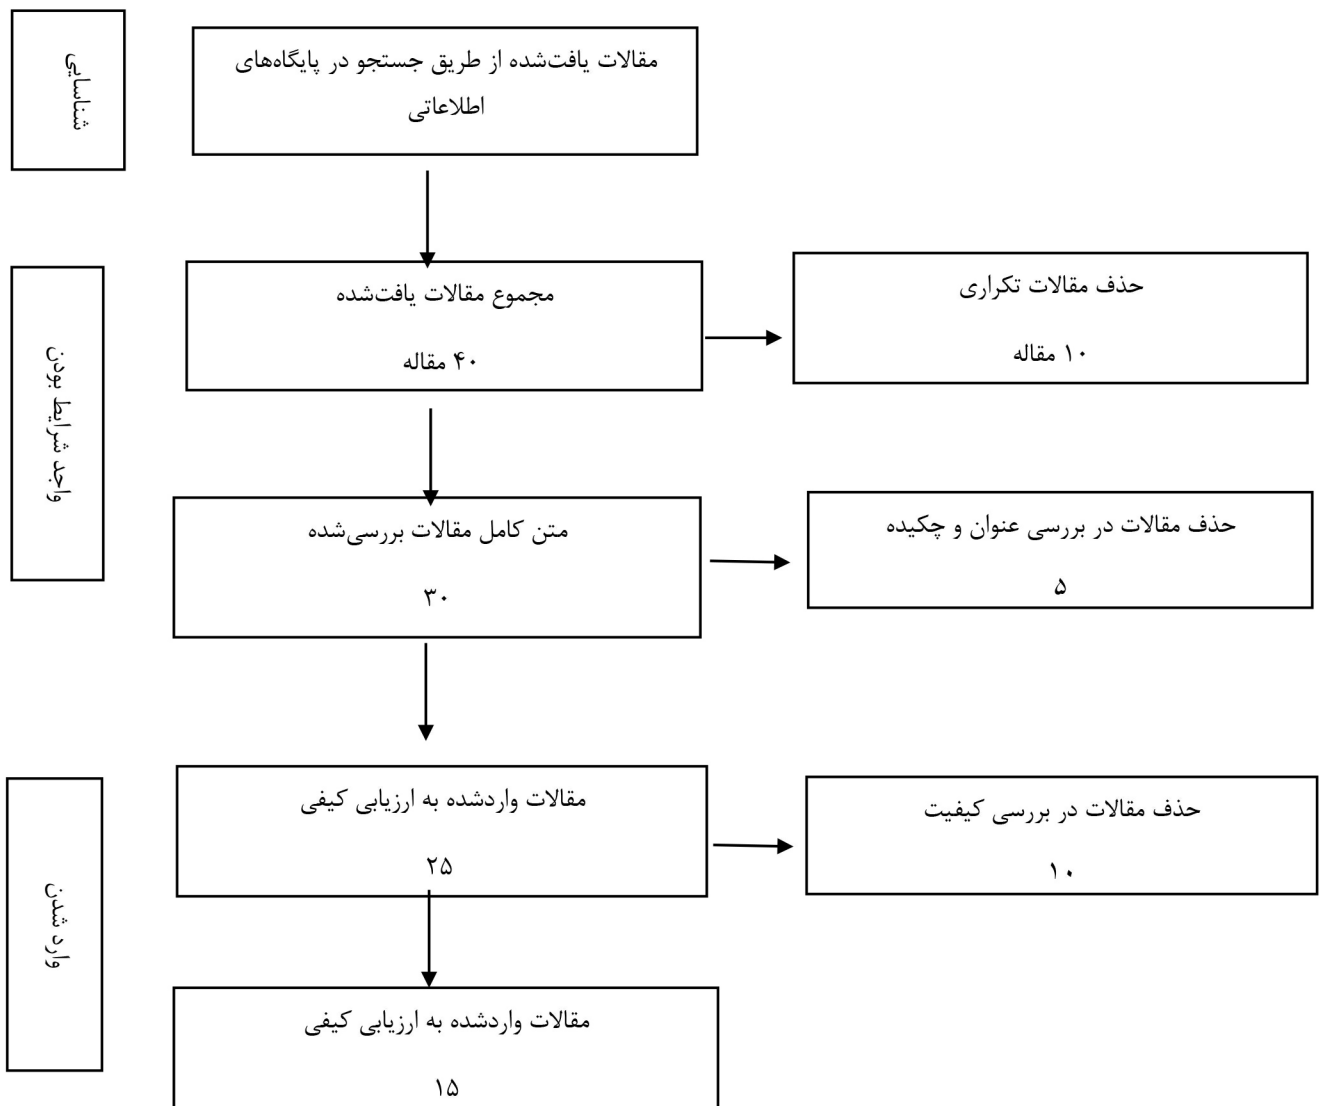 شناسایی
مقالات یافت‌شده از طریق جستجو در پایگاه‌های
اطلاعاتی
واجد شرایط بودن
مجموع مقالات یافت‌شده
۴۰ مقاله
حذف مقالات تکراری
۱۰ مقاله
متن کامل مقالات بررسی‌شده
۳۰
حذف مقالات در بررسی عنوان و چکیده
۵
وارد شدن
مقالات واردشده به ارزیابی کیفی
۲۵
حذف مقالات در بررسی کیفیت
۱۰
مقالات واردشده به ارزیابی کیفی
۱۵